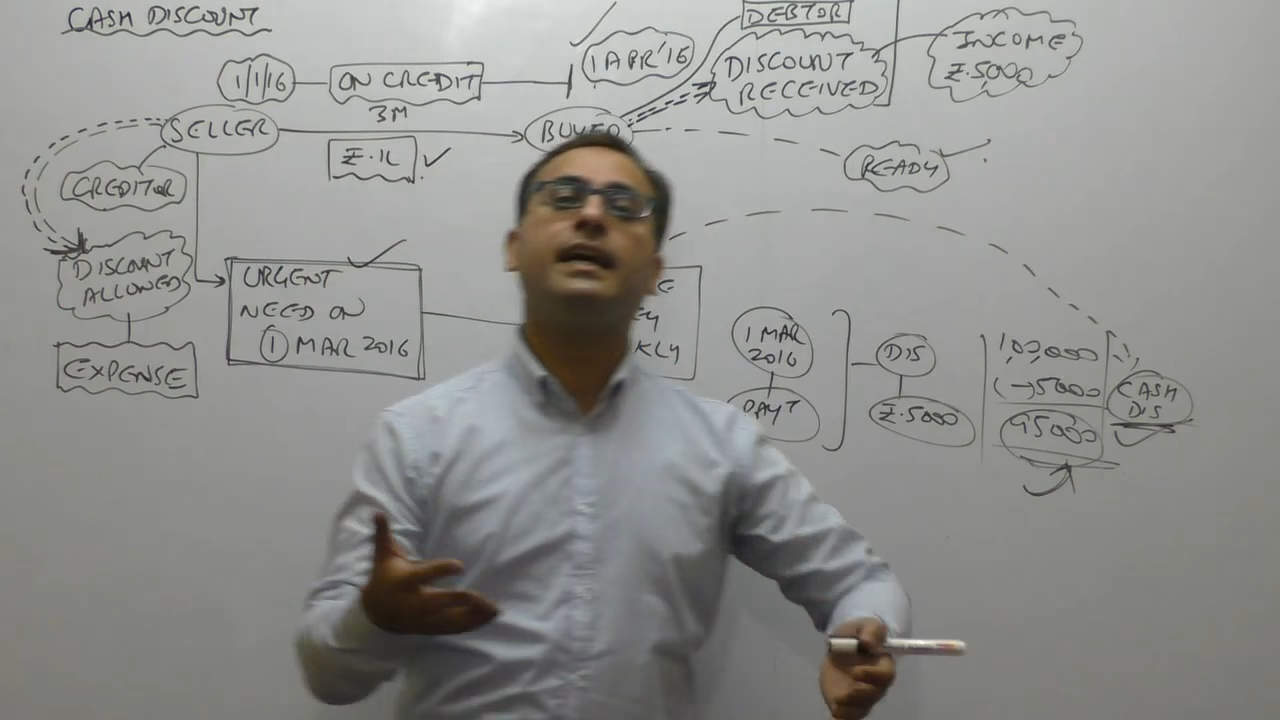 CASH DISCOUNT
1/1/16
ON CREDIT
3M
1 APR'16
DEBTOR
DISCOUNT
RECEIVED
INCOME
₹.5000
SELLER
₹.1L
BUYER
READY
CREDITOR
DISCOUNT
ALLOWED
EXPENSE
URGENT
NEED ON
1 MAR 2016
1 MAR
2016
PAYT
DIS
₹.5000
1,00,000
(-)5000
95000
CASH
DIS